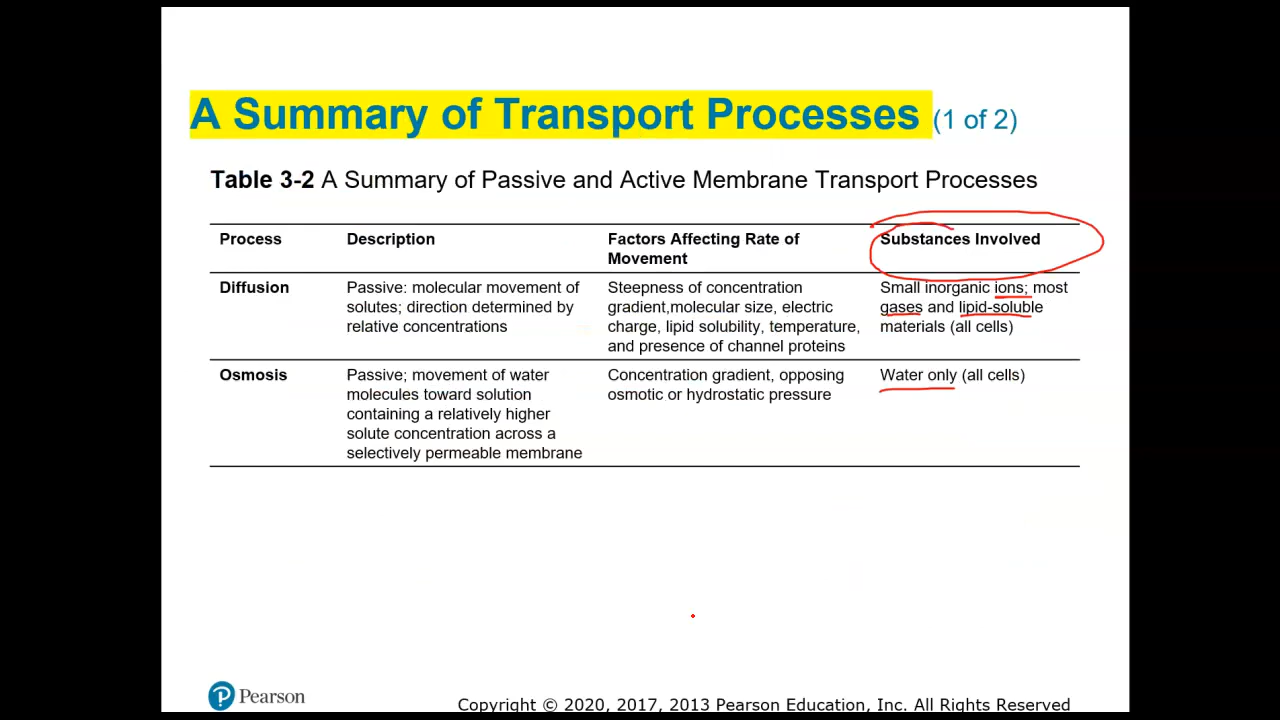 A Summary of Transport Processes (1 of 2)
Table 3-2 A Summary of Passive and Active Membrane Transport Processes
Process Description Factors Affecting Rate of Movement Substances Involved
Diffusion
Passive: molecular movement of
solutes; direction determined by
relative concentrations
Steepness of concentration
gradient,molecular size, electric
charge, lipid solubility, temperature,
and presence of channel proteins
Small inorganic ions; most
gases and lipid-soluble
materials (all cells)
Osmosis
Passive; movement of water
molecules toward solution
containing a relatively higher
solute concentration across a
selectively permeable membrane
Concentration gradient, opposing
osmotic or hydrostatic pressure
Water only (all cells)
Pearson
Copyright © 2020, 2017, 2013 Pearson Education, Inc. All Rights Reserved